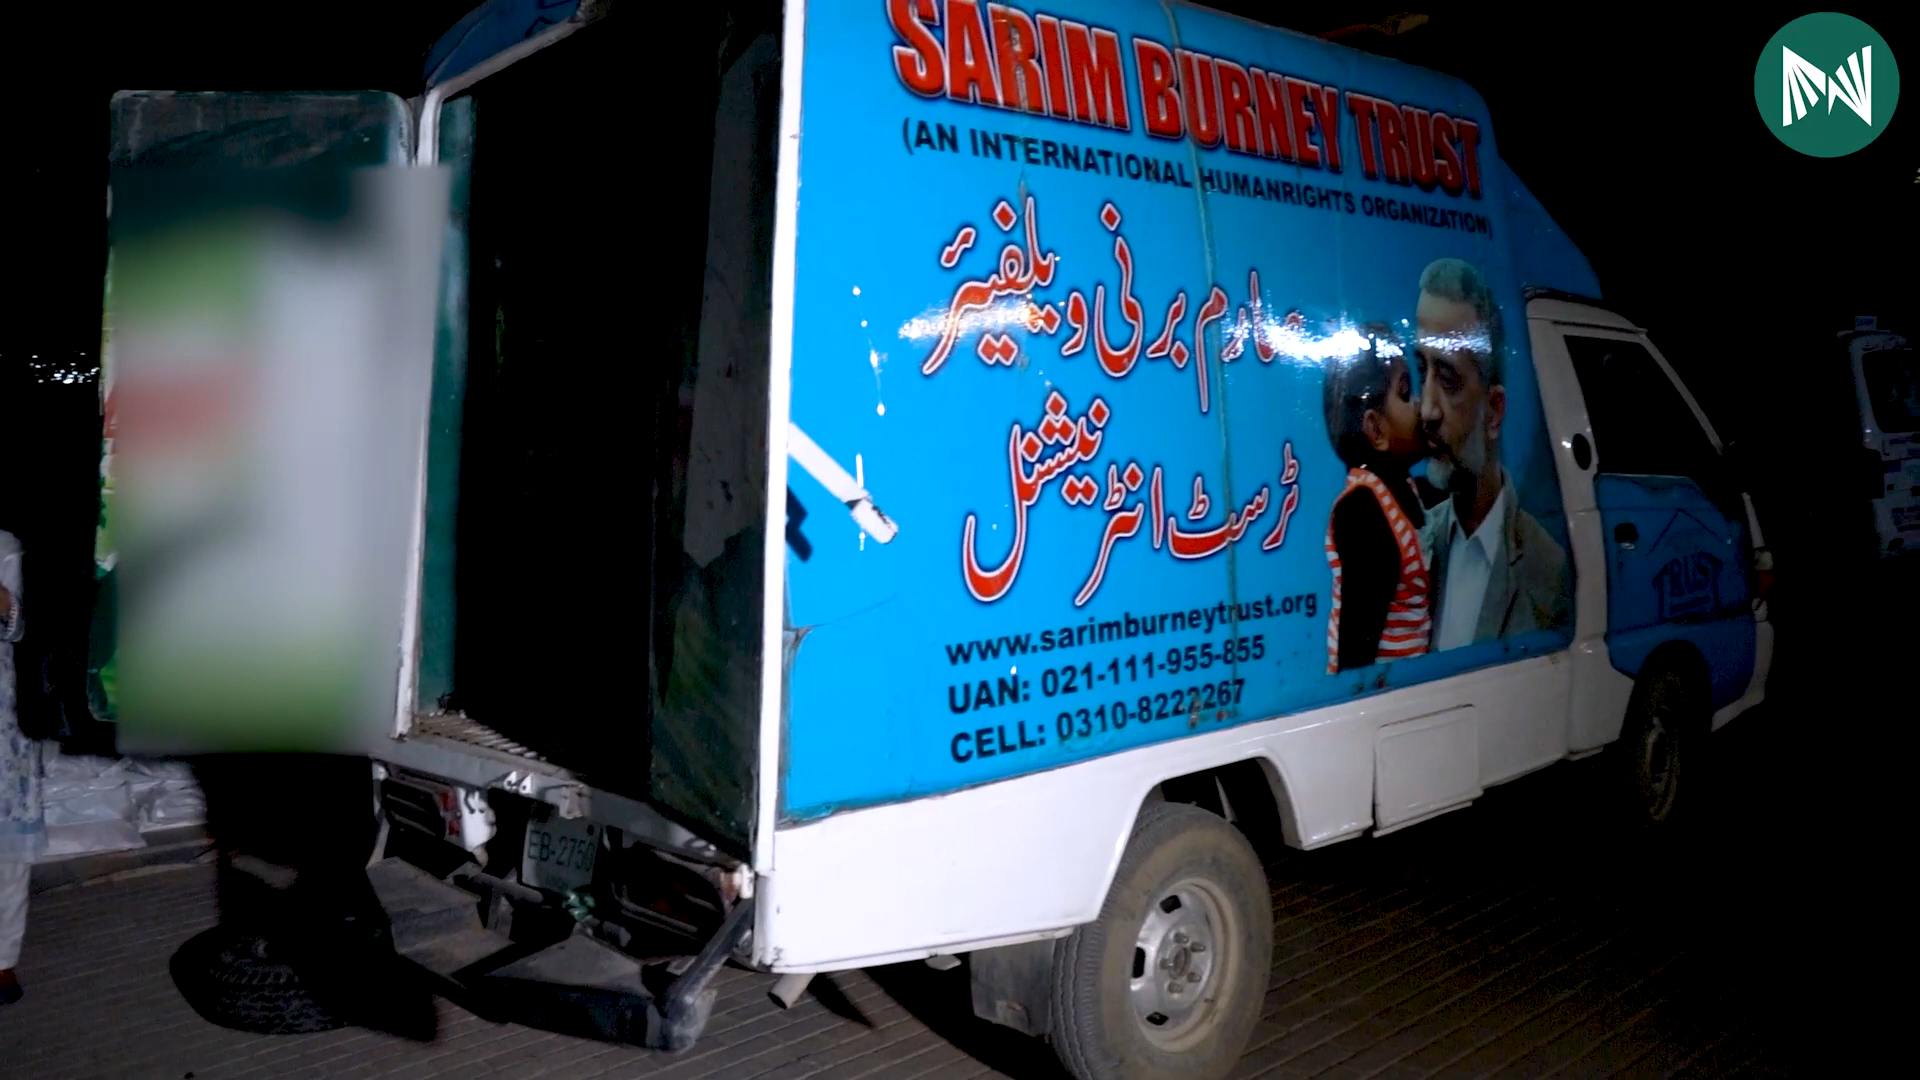 SARIM BURNEY TRUST
(AN INTERNATIONAL HUMANRIGHTS ORGANIZATION)
صارم برنی ویلفیئر
ٹرسٹ انٹرنیشنل
www.sarimburneytrust.org
UAN: 021-111-955-855
CELL: 0310-8222267
TRUST
EB-2750